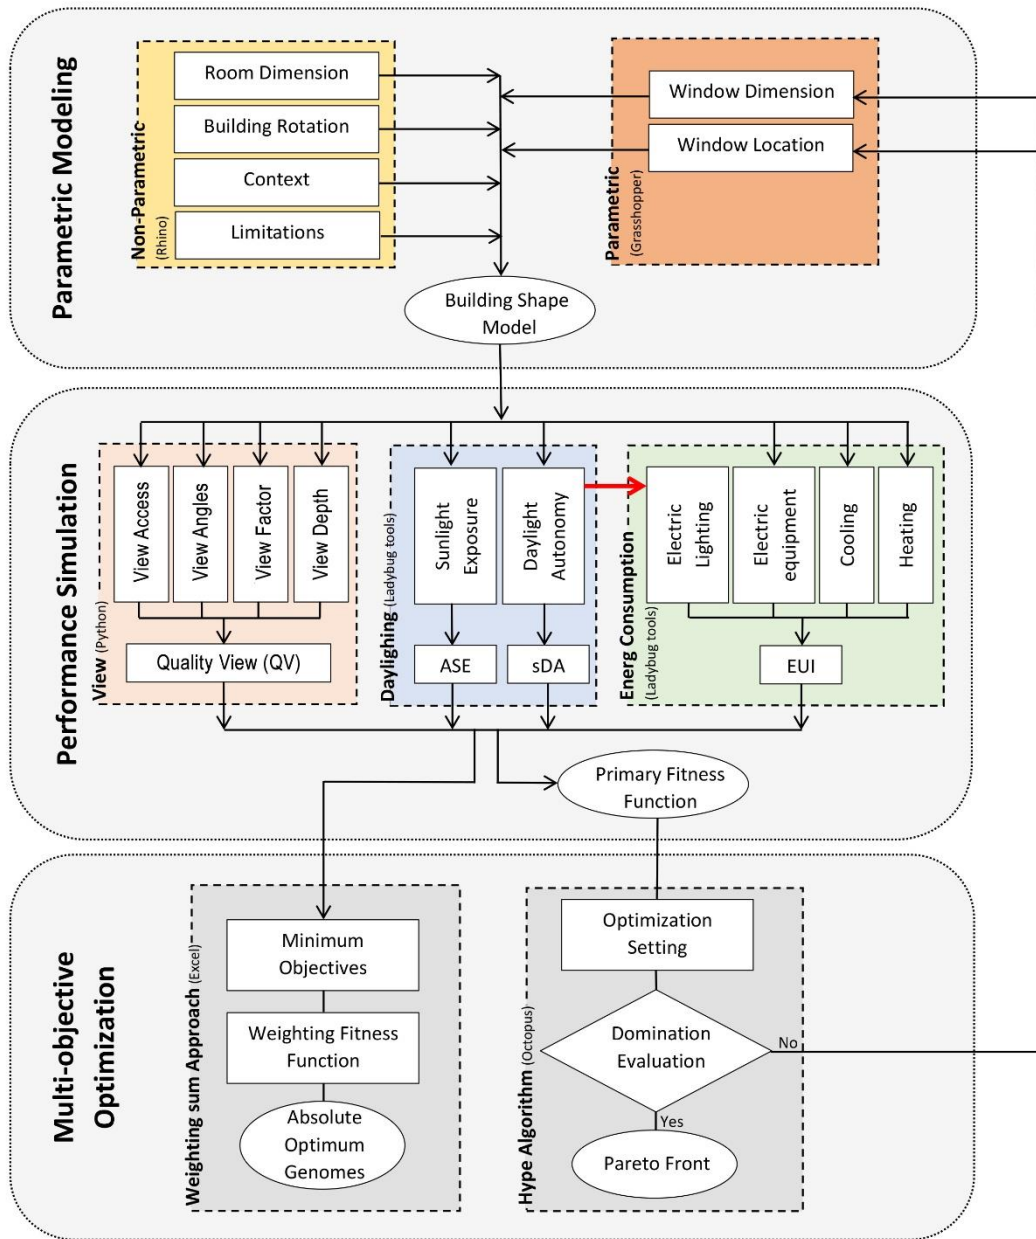 Parametric Modeling
Non-Parametric
(Rhino)
Room Dimension
Building Rotation
Context
Limitations
Parametric
(Grasshopper)
Window Dimension
Window Location
Building Shape
Model
Performance Simulation
View (Python)
View Access
View Angles
View Factor
View Depth
Quality View (QV)
Daylighing (Ladybug tools)
Sunlight
Exposure
Daylight
Autonomy
ASE
sDA
Energ Consumption
(Ladybug tools)
Electric
Lighting
Electric
equipment
Cooling
Heating
EUI
Primary Fitness
Function
Multi-objective
Optimization
Weighting sum Approach (Excel)
Minimum
Objectives
Weighting Fitness
Function
Absolute
Optimum
Genomes
Hype Algorithm (Octopus)
Optimization
Setting
Domination
Evaluation
No
Yes
Pareto Front